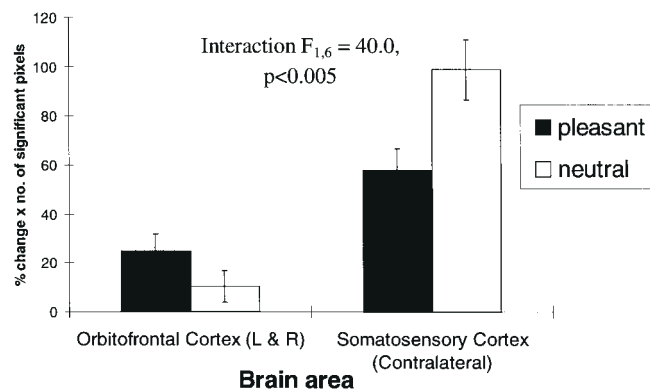 120
100
80
60
40
20
0
% change x no. of significant pixels
Interaction F1,6 = 40.0,
p<0.005
pleasant
neutral
Orbitofrontal Cortex (L & R)
Somatosensory Cortex
(Contralateral)
Brain area